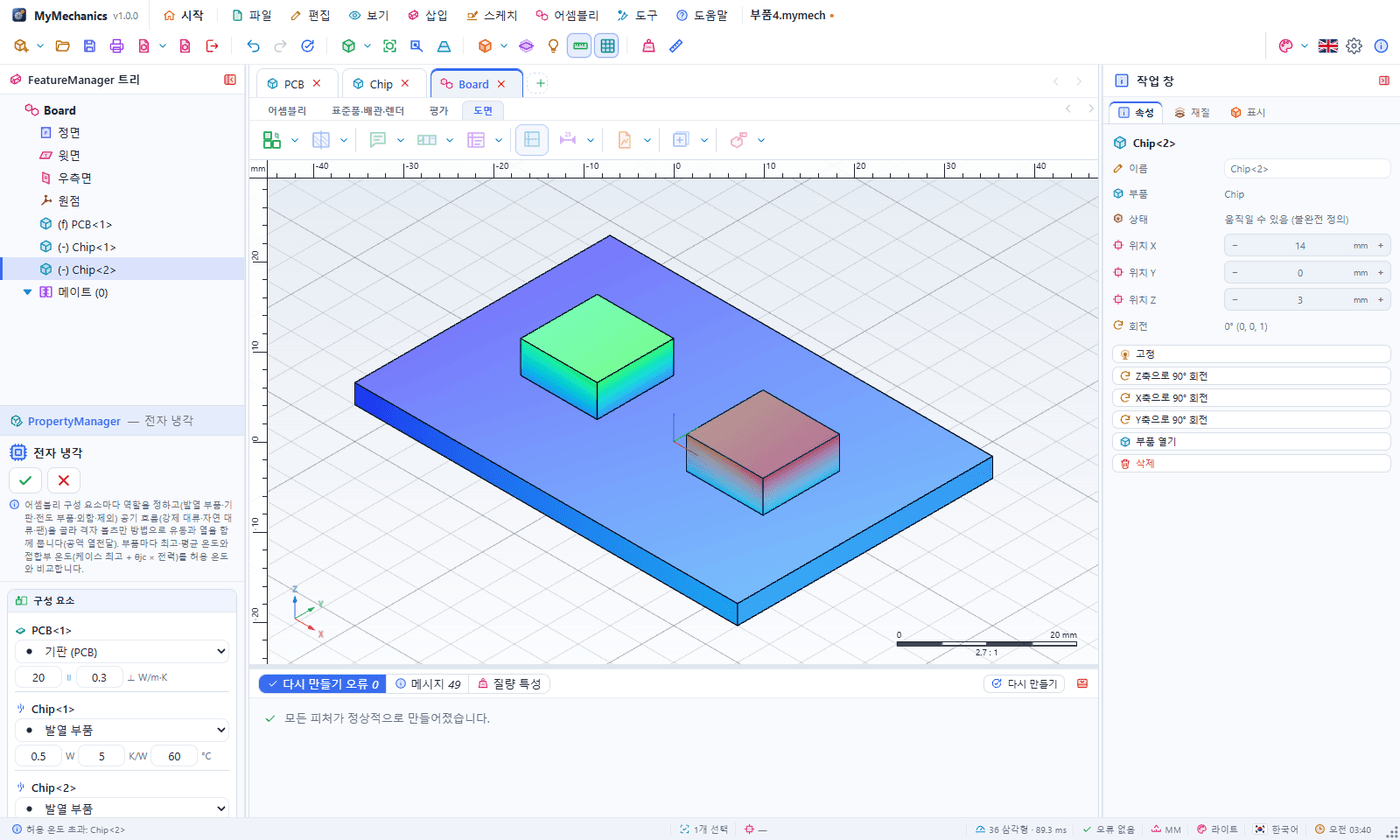 MyMechanics v1.0.0 시작 파일 편집 보기 삽입 스케치 어셈블리 도구 도움말 부품4.mymech
FeatureManager 트리
Board
정면
윗면
우측면
원점
(f) PCB<1>
(-) Chip<1>
(-) Chip<2>
메이트 (0)
PropertyManager — 전자 냉각
전자 냉각
어셈블리 구성 요소마다 역할을 정하고(발열 부품·기
판·전도 부품·외함·제외) 공기 흐름(강제 대류·자연 대
류·팬)을 골라 격자 볼츠만 방법으로 유동과 열을 함
께 풉니다(공액 열전달). 부품마다 최고·평균 온도와
접합부 온도(케이스 최고 + θjc × 전력)를 허용 온도
와 비교합니다.
구성 요소
PCB<1>
기판 (PCB)
20 ∥ 0.3 ⊥ W/m·K
Chip<1>
발열 부품
0.5 W 5 K/W 60 °C
Chip<2>
발열 부품
PCB Chip Board
어셈블리 표준품·배관·렌더 평가 도면
mm -40 -30 -20 -10 0 10 20 30 40
20
10
0
-10
-20
Z
Y
X
0 20 mm
2.7 : 1
다시 만들기 오류 0 메시지 49 질량 특성 다시 만들기
모든 피처가 정상적으로 만들어졌습니다.
작업 창
속성 재질 표시
Chip<2>
이름 Chip<2>
부품 Chip
상태 움직일 수 있음 (불완전 정의)
위치 X − 14 mm +
위치 Y − 0 mm +
위치 Z − 3 mm +
회전 0° (0, 0, 1)
고정
Z축으로 90° 회전
X축으로 90° 회전
Y축으로 90° 회전
부품 열기
삭제
허용 온도 초과: Chip<2> 1개 선택 — 36 삼각형 · 89.3 ms 오류 없음 MM 라이트 한국어 오전 03:40